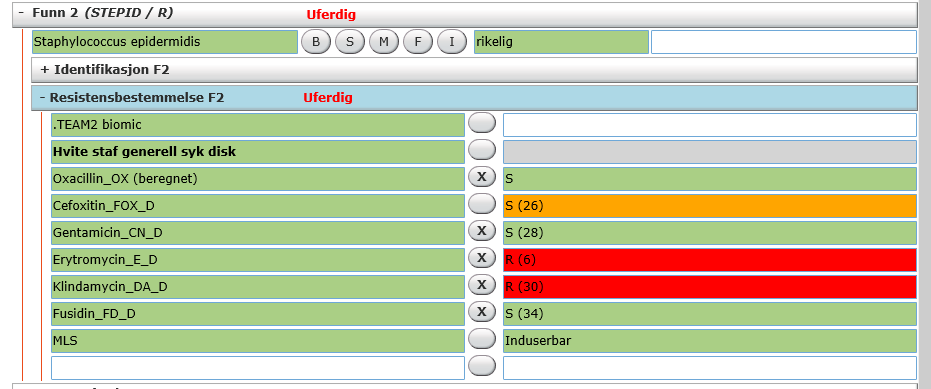 - Funn 2 (STEPID / R) Uferdig
Staphylococcus epidermidis B S M F I rikelig
+ Identifikasjon F2
- Resistensbestemmelse F2 Uferdig
.TEAM2 biomic
Hvite staf generell syk disk
Oxacillin_OX (beregnet) X S
Cefoxitin_FOX_D S (26)
Gentamicin_CN_D X S (28)
Erytromycin_E_D X R (6)
Klindamycin_DA_D X R (30)
Fusidin_FD_D X S (34)
MLS Induserbar